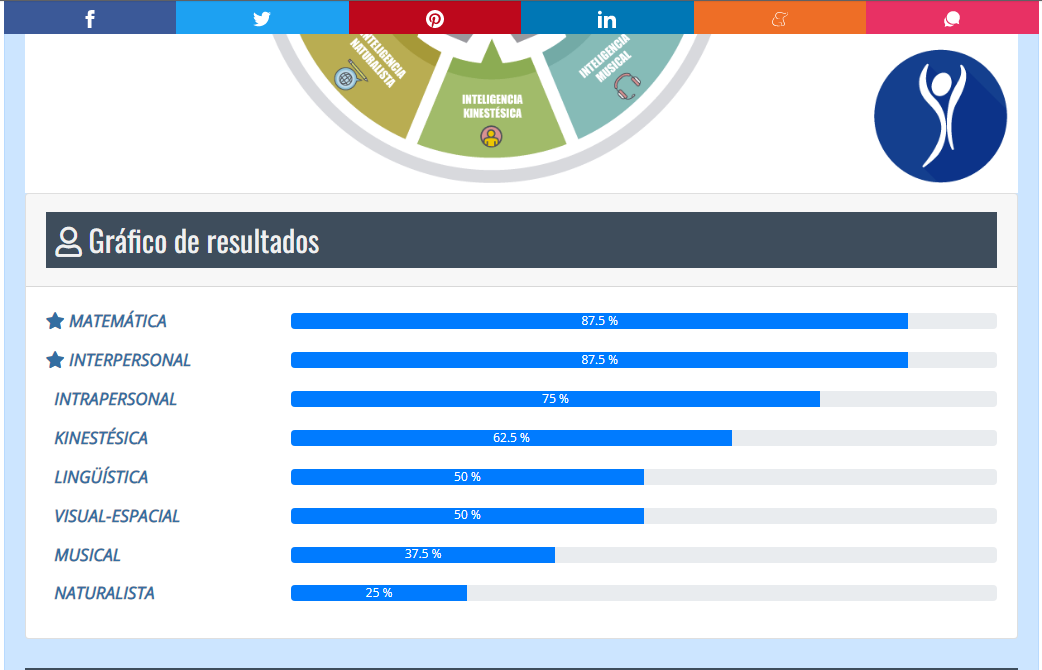 INTELIGENCIA
NATURALISTA
INTELIGENCIA
KINESTÉSICA
INTELIGENCIA
MUSICAL
Gráfico de resultados
MATEMÁTICA 87.5 %
INTERPERSONAL 87.5 %
INTRAPERSONAL 75 %
KINESTÉSICA 62.5 %
LINGÜÍSTICA 50 %
VISUAL-ESPACIAL 50 %
MUSICAL 37.5 %
NATURALISTA 25 %